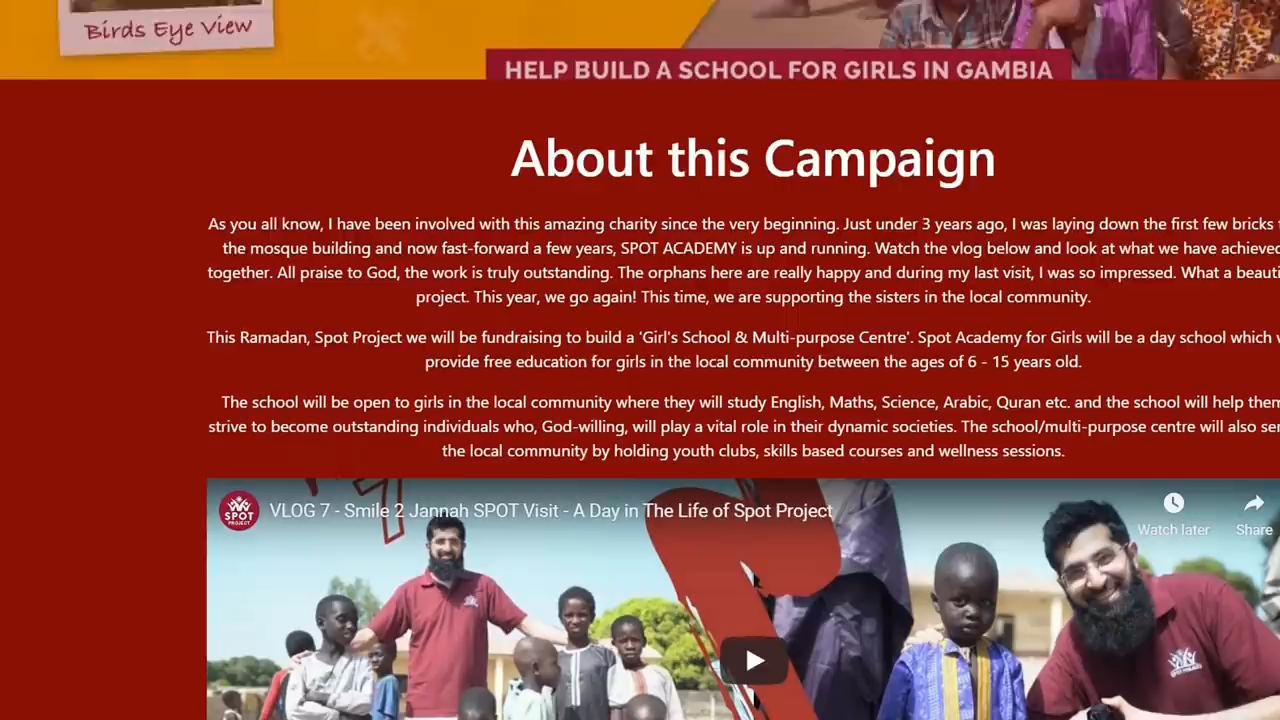 Birds Eye View
HELP BUILD A SCHOOL FOR GIRLS IN GAMBIA
About this Campaign
As you all know, I have been involved with this amazing charity since the very beginning. Just under 3 years ago, I was laying down the first few bricks
the mosque building and now fast-forward a few years, SPOT ACADEMY is up and running. Watch the vlog below and look at what we have achieved
together. All praise to God, the work is truly outstanding. The orphans here are really happy and during my last visit, I was so impressed. What a
project. This year, we go again! This time, we are supporting the sisters in the local community.
This Ramadan, Spot Project we will be fundraising to build a 'Girl's School & Multi-purpose Centre'. Spot Academy for Girls will be a day school which
provide free education for girls in the local community between the ages of 6 - 15 years old.
The school will be open to girls in the local community where they will study English, Maths, Science, Arabic, Quran etc. and the school will help
strive to become outstanding individuals who, God-willing, will play a vital role in their dynamic societies. The school/multi-purpose centre will also
the local community by holding youth clubs, skills based courses and wellness sessions.
SPOT
PROJECT
VLOG 7 - Smile 2 Jannah SPOT Visit - A Day in The Life of Spot Project
Watch later
Share